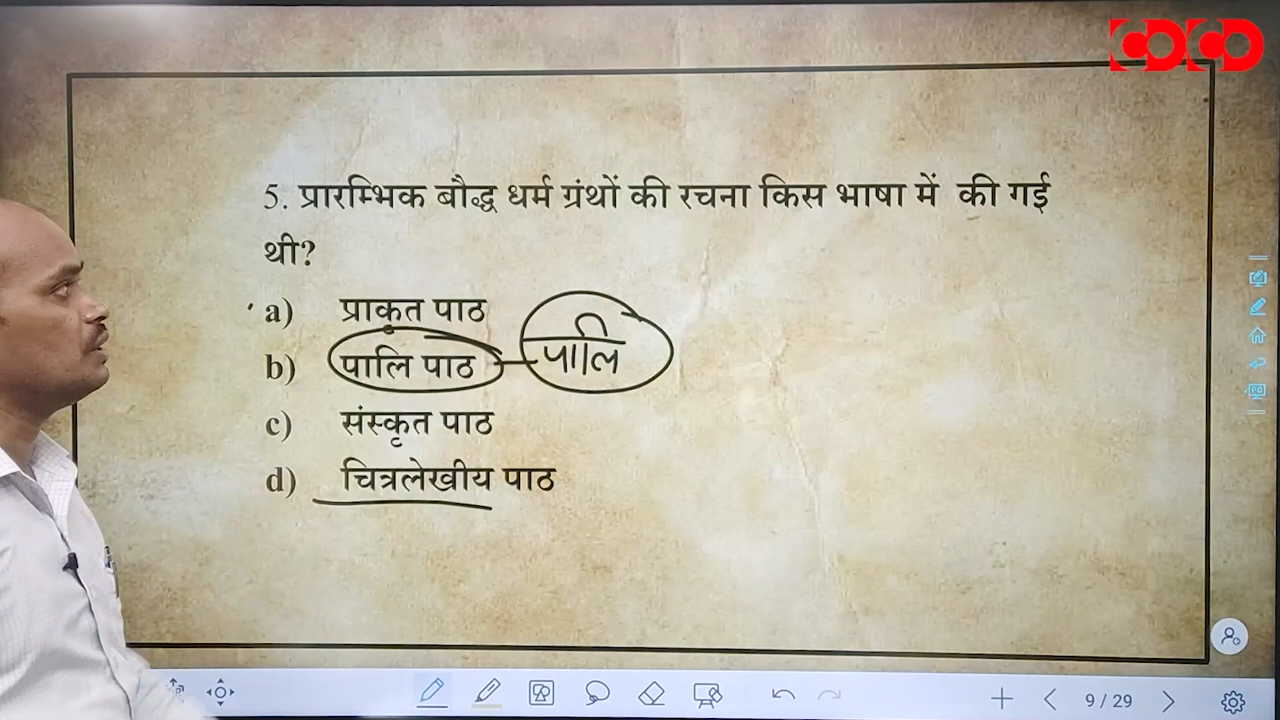 5. प्रारम्भिक बौद्ध धर्म ग्रंथों की रचना किस भाषा में की गई
थी?
a) प्राकृत पाठ
b) पालि पाठ - पालि
c) संस्कृत पाठ
d) चित्रलेखीय पाठ
9 / 29